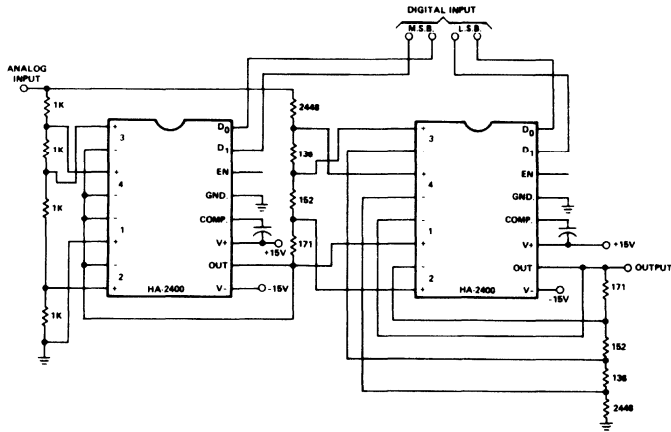 DIGITAL INPUT
M.S.B. L.S.B.
ANALOG
INPUT
1K
1K
1K
1K
+
-
3
+
-
4
-
+
1
-
+
2
D0
D1
EN
GND.
COMP.
V+
OUT
V-
HA-2400
+15V
-15V
2448
136
152
171
+
-
3
+
-
4
-
+
1
-
+
2
D0
D1
EN
GND.
COMP.
V+
OUT
V-
HA-2400
+15V
-15V
OUTPUT
171
152
136
2448